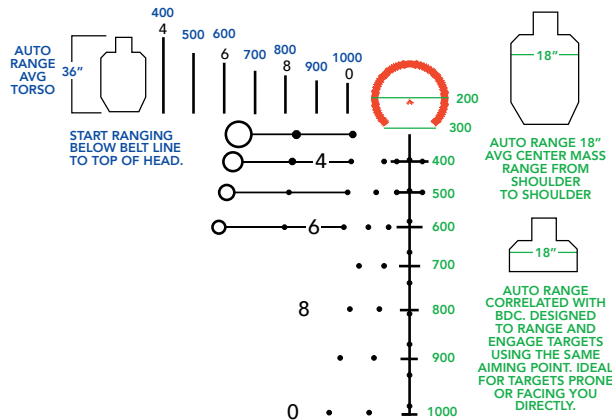 400
4
500
600
6
700
800
8
900
1000
0
AUTO
RANGE
AVG
TORSO
36"
START RANGING
BELOW BELT LINE
TO TOP OF HEAD.
200
300
4
400
500
6
600
700
8
800
900
0
1000
18"
AUTO RANGE 18"
AVG CENTER MASS
RANGE FROM
SHOULDER
TO SHOULDER
18"
AUTO RANGE
CORRELATED WITH
BDC. DESIGNED
TO RANGE AND
ENGAGE TARGETS
USING THE SAME
AIMING POINT. IDEAL
FOR TARGETS PRONE
OR FACING YOU
DIRECTLY.